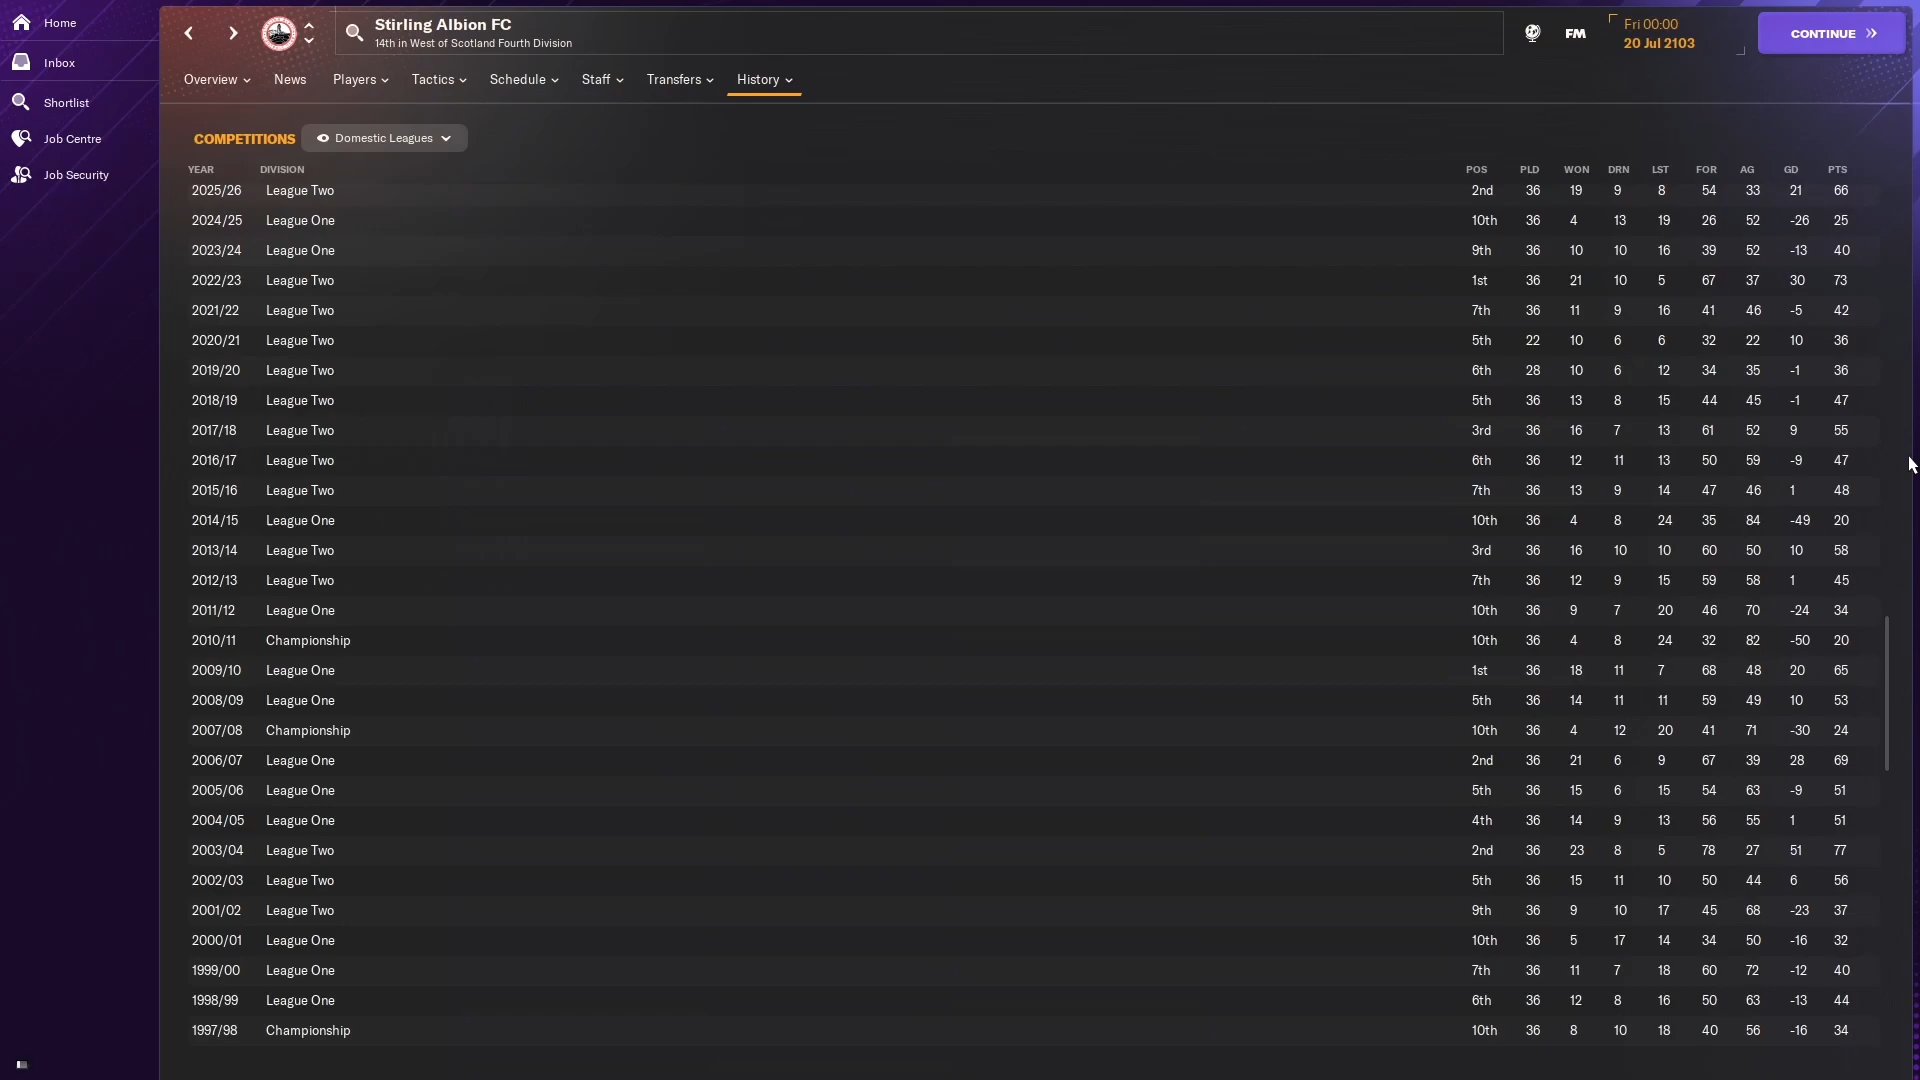 Home
Inbox
Shortlist
Job Centre
Job Security
Stirling Albion FC
14th in West of Scotland Fourth Division
FM
Fri 00:00
20 Jul 2103
CONTINUE
Overview News Players Tactics Schedule Staff Transfers History
COMPETITIONS Domestic Leagues
YEAR DIVISION POS PLD WON DRN LST FOR AG GD PTS
2025/26 League Two 2nd 36 19 9 8 54 33 21 66
2024/25 League One 10th 36 4 13 19 26 52 -26 25
2023/24 League One 9th 36 10 10 16 39 52 -13 40
2022/23 League Two 1st 36 21 10 5 67 37 30 73
2021/22 League Two 7th 36 11 9 16 41 46 -5 42
2020/21 League Two 5th 22 10 6 6 32 22 10 36
2019/20 League Two 6th 28 10 6 12 34 35 -1 36
2018/19 League Two 5th 36 13 8 15 44 45 -1 47
2017/18 League Two 3rd 36 16 7 13 61 52 9 55
2016/17 League Two 6th 36 12 11 13 50 59 -9 47
2015/16 League Two 7th 36 13 9 14 47 46 1 48
2014/15 League One 10th 36 4 8 24 35 84 -49 20
2013/14 League Two 3rd 36 16 10 10 60 50 10 58
2012/13 League Two 7th 36 12 9 15 59 58 1 45
2011/12 League One 10th 36 9 7 20 46 70 -24 34
2010/11 Championship 10th 36 4 8 24 32 82 -50 20
2009/10 League One 1st 36 18 11 7 68 48 20 65
2008/09 League One 5th 36 14 11 11 59 49 10 53
2007/08 Championship 10th 36 4 12 20 41 71 -30 24
2006/07 League One 2nd 36 21 6 9 67 39 28 69
2005/06 League One 5th 36 15 6 15 54 63 -9 51
2004/05 League One 4th 36 14 9 13 56 55 1 51
2003/04 League Two 2nd 36 23 8 5 78 27 51 77
2002/03 League Two 5th 36 15 11 10 50 44 6 56
2001/02 League Two 9th 36 9 10 17 45 68 -23 37
2000/01 League One 10th 36 5 17 14 34 50 -16 32
1999/00 League One 7th 36 11 7 18 60 72 -12 40
1998/99 League One 6th 36 12 8 16 50 63 -13 44
1997/98 Championship 10th 36 8 10 18 40 56 -16 34